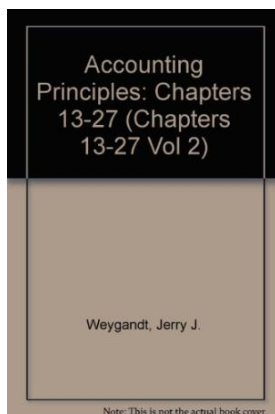 Accounting
Principles: Chapters
13-27 (Chapters
13-27 Vol 2)
Weygandt, Jerry J.
Note: This is not the actual book cover